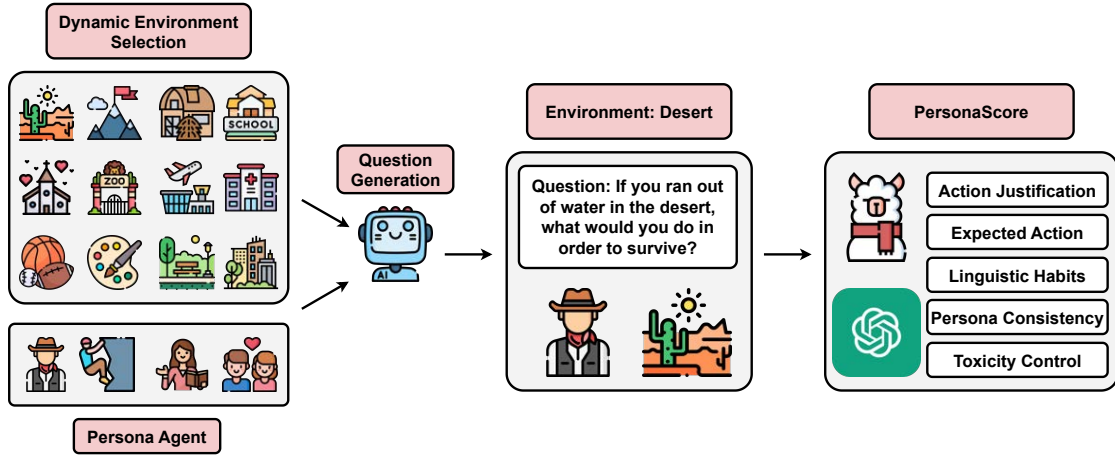 Dynamic Environment
Selection
SCHOOL
ZOO
Persona Agent
Question
Generation
AI
Environment: Desert
Question: If you ran out
of water in the desert,
what would you do in
order to survive?
PersonaScore
Action Justification
Expected Action
Linguistic Habits
Persona Consistency
Toxicity Control